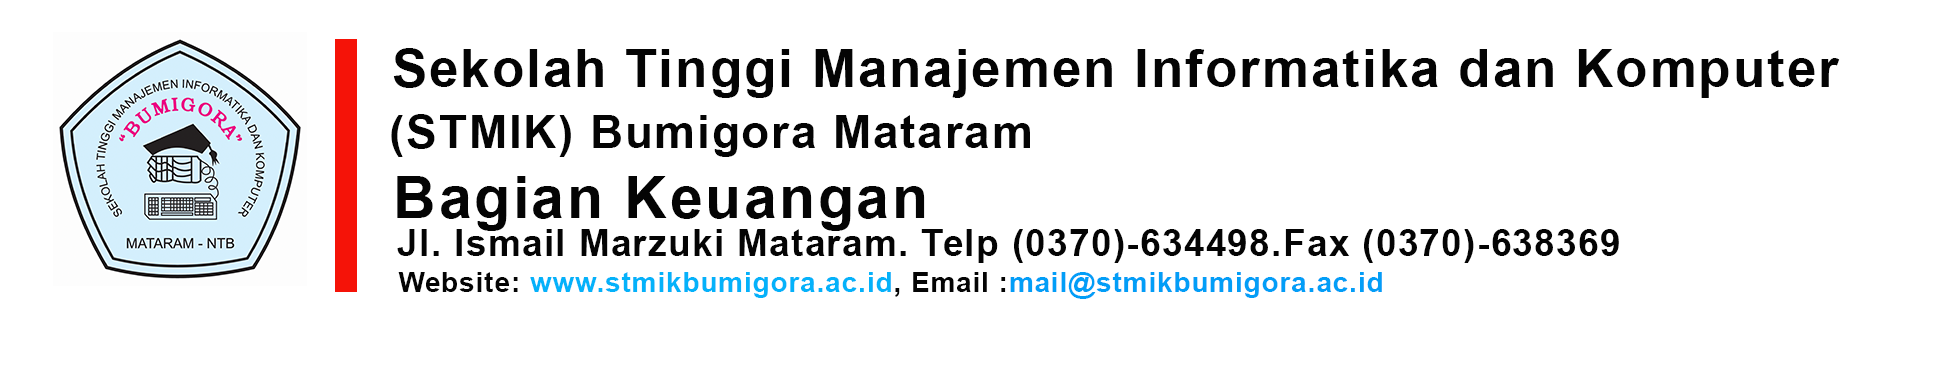 SEKOLAH TINGGI MANAJEMEN INFORMATIKA DAN KOMPUTER
“BUMIGORA”
MATARAM - NTB
Sekolah Tinggi Manajemen Informatika dan Komputer
(STMIK) Bumigora Mataram
Bagian Keuangan
Jl. Ismail Marzuki Mataram. Telp (0370)-634498.Fax (0370)-638369
Website: www.stmikbumigora.ac.id, Email :mail@stmikbumigora.ac.id